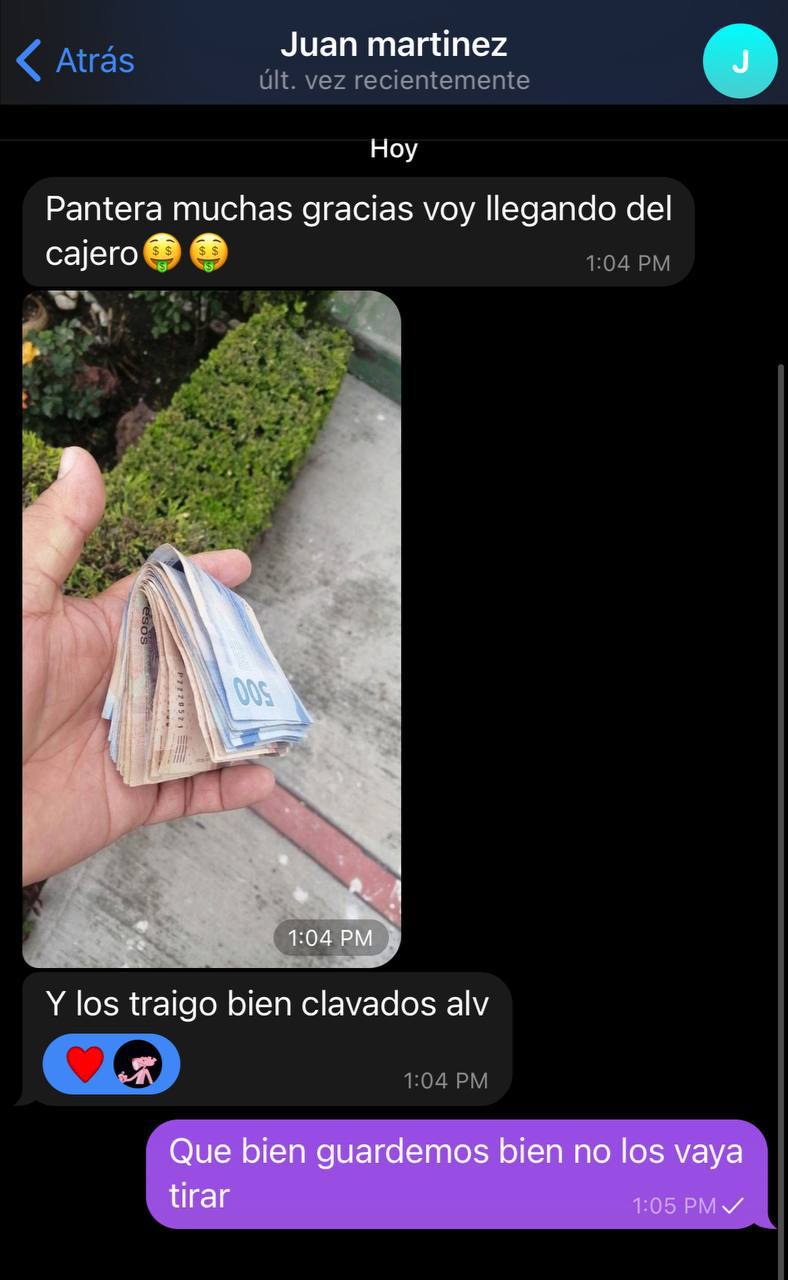 Atrás
Juan martinez
últ. vez recientemente
J
Hoy
Pantera muchas gracias voy llegando del
cajero🤑🤑
1:04 PM
esos
500
1:04 PM
Y los traigo bien clavados alv
❤️
1:04 PM
Que bien guardemos bien no los vaya
tirar
1:05 PM